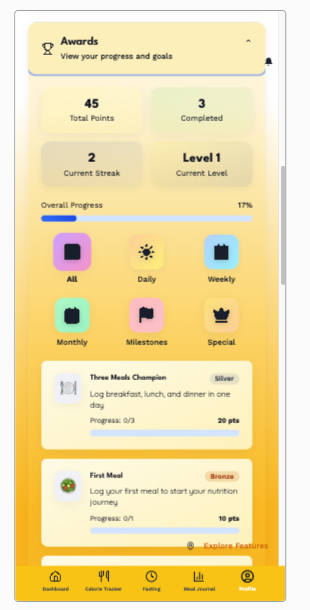 Awards
View your progress and goals
45
Total Points
3
Completed
2
Current Streak
Level 1
Current Level
Overall Progress
17%
All
Daily
Weekly
Monthly
Milestones
Special
Three Meals Champion
Silver
Log breakfast, lunch, and dinner in one
day
Progress: 0/3
20 pts
First Meal
Bronze
Log your first meal to start your nutrition
journey
Progress: 0/1
10 pts
Explore Features
Dashboard
Calorie Tracker
Fasting
Meal Journal
Profile